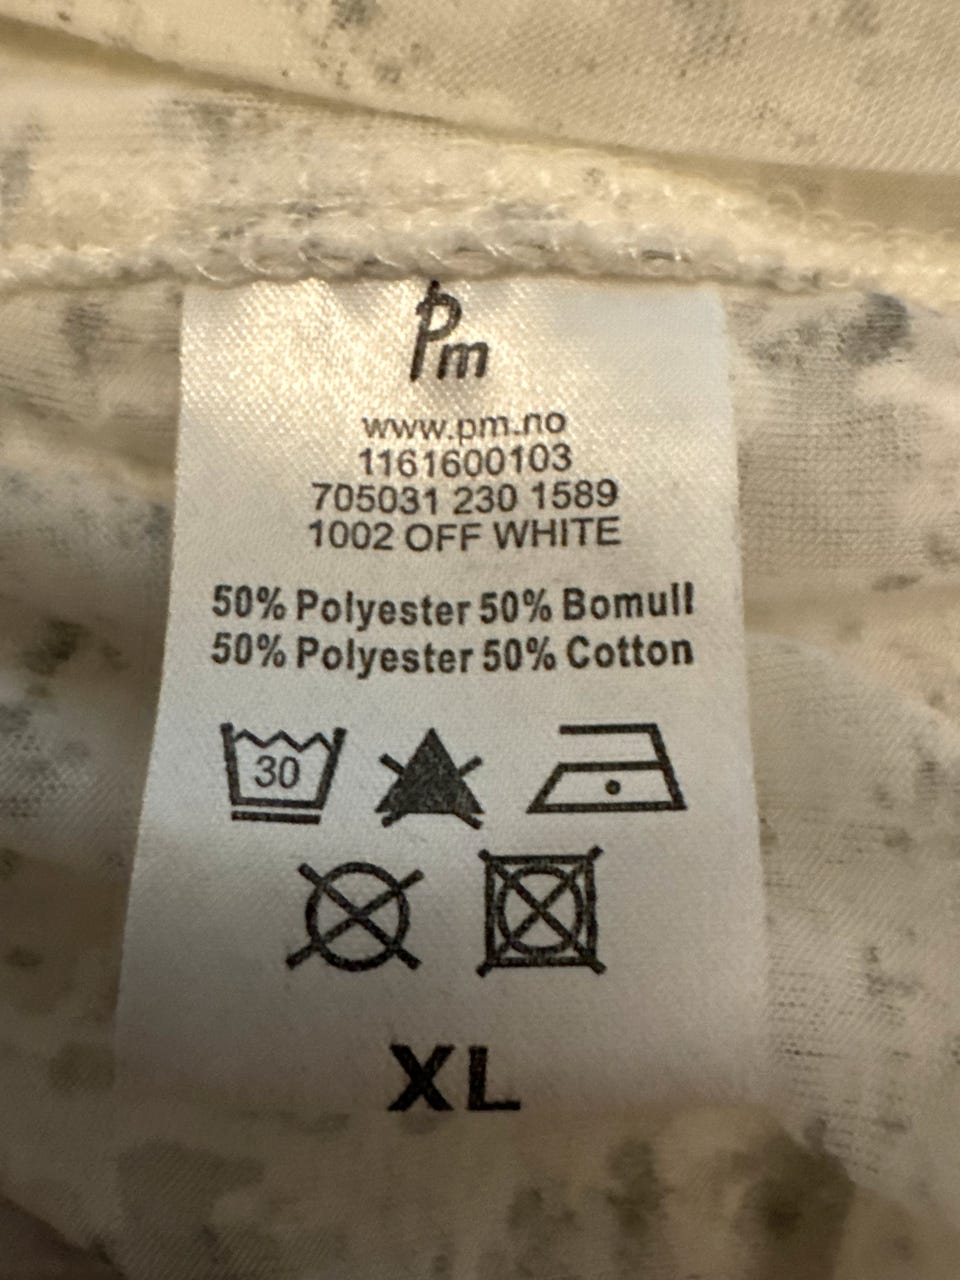 Pm
www.pm.no
1161600103
705031 230 1589
1002 OFF WHITE
50% Polyester 50% Bomull
50% Polyester 50% Cotton
30
XL